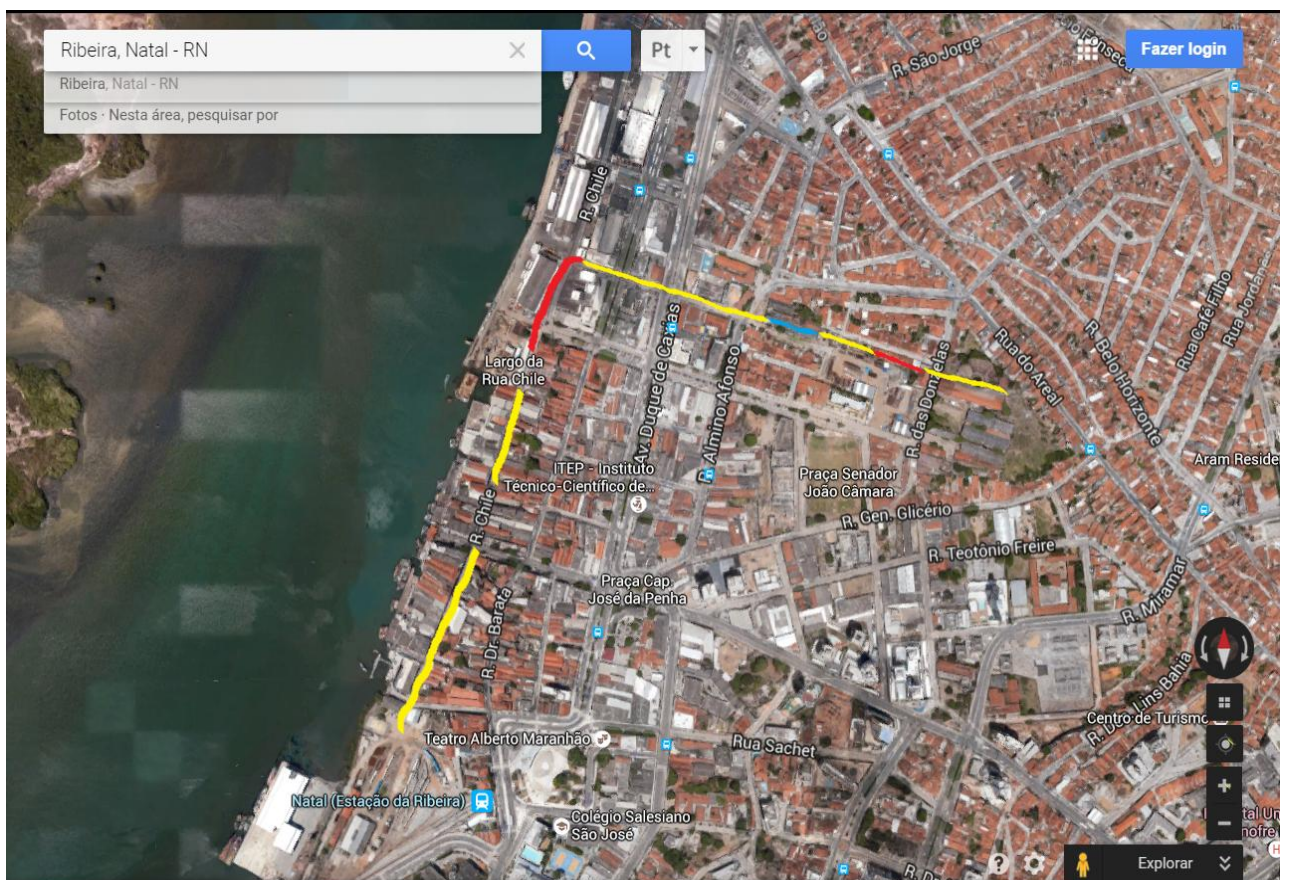 Ribeira, Natal - RN
Pt
Fazer login
Ribeira, Natal - RN
Fotos · Nesta área, pesquisar por
R. São Jorge
R. Chile
Rua Café Filho
R. Belo Horizonte
Rua do Areal
Largo da
Rua Chile
Av. Duque de Caxias
R. Almino Afonso
R. das Donzelas
ITEP - Instituto
Técnico-Científico de...
Praça Senador
João Câmara
Aram Reside
R. Chile
R. Gen. Glicério
R. Teotônio Freire
Praça Cap.
José da Penha
R. Dr. Barata
R. Miramar
Teatro Alberto Maranhão
Rua Sachet
Centro de Turismo
Lins Bahia
Natal (Estação da Ribeira)
Colégio Salesiano
São José
Explorar